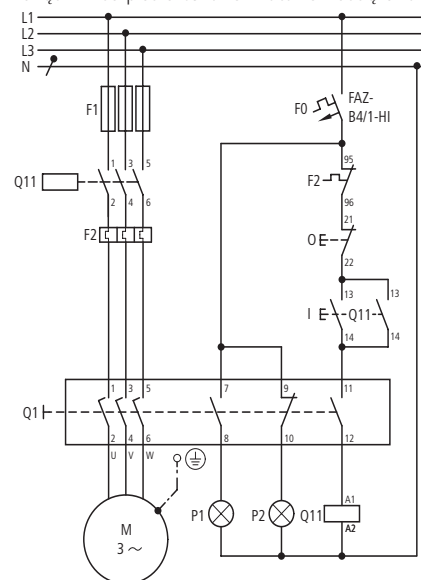 L1
L2
L3
N
F1
F0
FAZ-
B4/1-HI
95
F2
96
1 3 5
Q11
2 4 6
21
O
22
F2
13 13
I Q11
14 14
1 3 5 7 9 11
Q1
2 4 6 8 10 12
U V W
P1
P2
Q11
A1
A2
M
3 ~